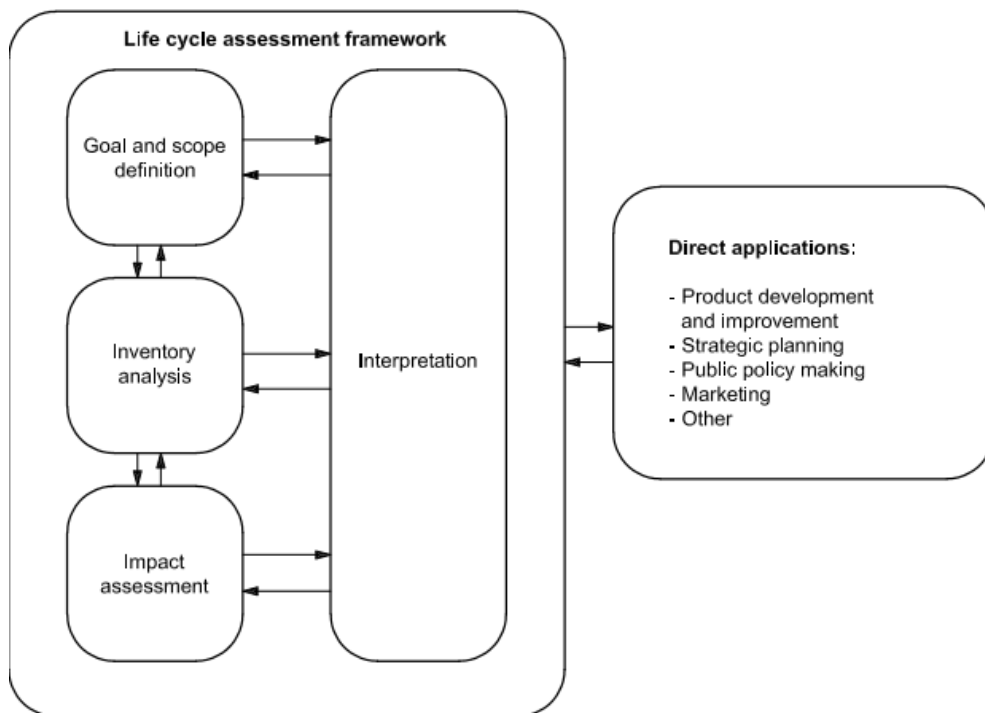 Life cycle assessment framework
Goal and scope
definition
Inventory
analysis
Impact
assessment
Interpretation
Direct applications:
- Product development
and improvement
- Strategic planning
- Public policy making
- Marketing
- Other